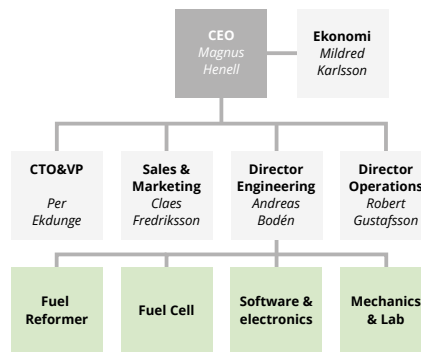 CEO
Magnus
Henell
Ekonomi
Mildred
Karlsson
CTO&VP
Per
Ekdunge
Sales &
Marketing
Claes
Fredriksson
Director
Engineering
Andreas
Bodén
Director
Operations
Robert
Gustafsson
Fuel
Reformer
Fuel Cell
Software &
electronics
Mechanics
& Lab